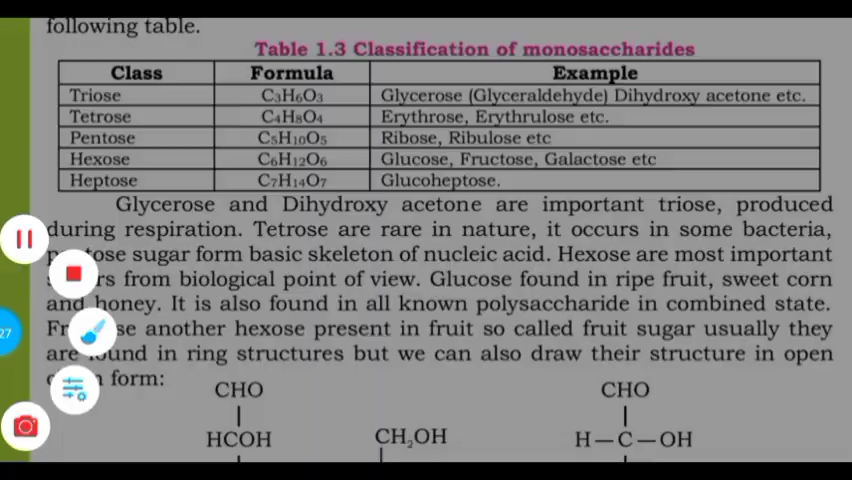 following table.
Table 1.3 Classification of monosaccharides
Class Formula Example
Triose C₃H₆O₃ Glycerose (Glyceraldehyde) Dihydroxy acetone etc.
Tetrose C₄H₈O₄ Erythrose, Erythrulose etc.
Pentose C₅H₁₀O₅ Ribose, Ribulose etc
Hexose C₆H₁₂O₆ Glucose, Fructose, Galactose etc
Heptose C₇H₁₄O₇ Glucoheptose.
Glycerose and Dihydroxy acetone are important triose, produced
during respiration. Tetrose are rare in nature, it occurs in some bacteria,
sugar form basic skeleton of nucleic acid. Hexose are most important
from biological point of view. Glucose found in ripe fruit, sweet corn
and honey. It is also found in all known polysaccharide in combined state.
another hexose present in fruit so called fruit sugar usually they
are found in ring structures but we can also draw their structure in open
form:
CHO CHO
HCOH CH₂OH H—C—OH
27